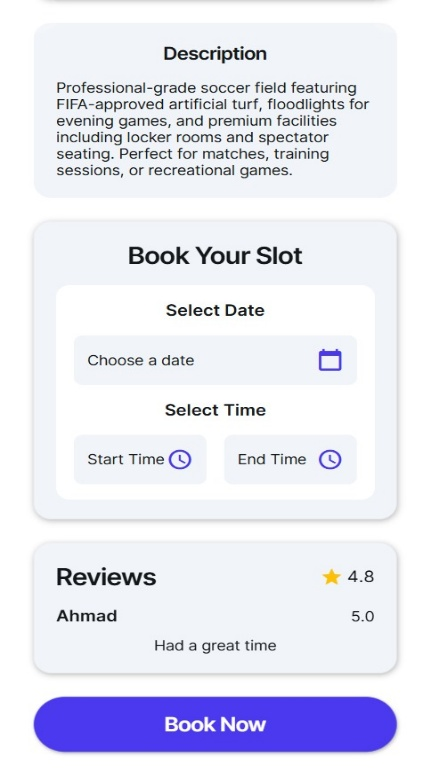 Description
Professional-grade soccer field featuring
FIFA-approved artificial turf, floodlights for
evening games, and premium facilities
including locker rooms and spectator
seating. Perfect for matches, training
sessions, or recreational games.
Book Your Slot
Select Date
Choose a date
Select Time
Start Time
End Time
Reviews
4.8
Ahmad
5.0
Had a great time
Book Now